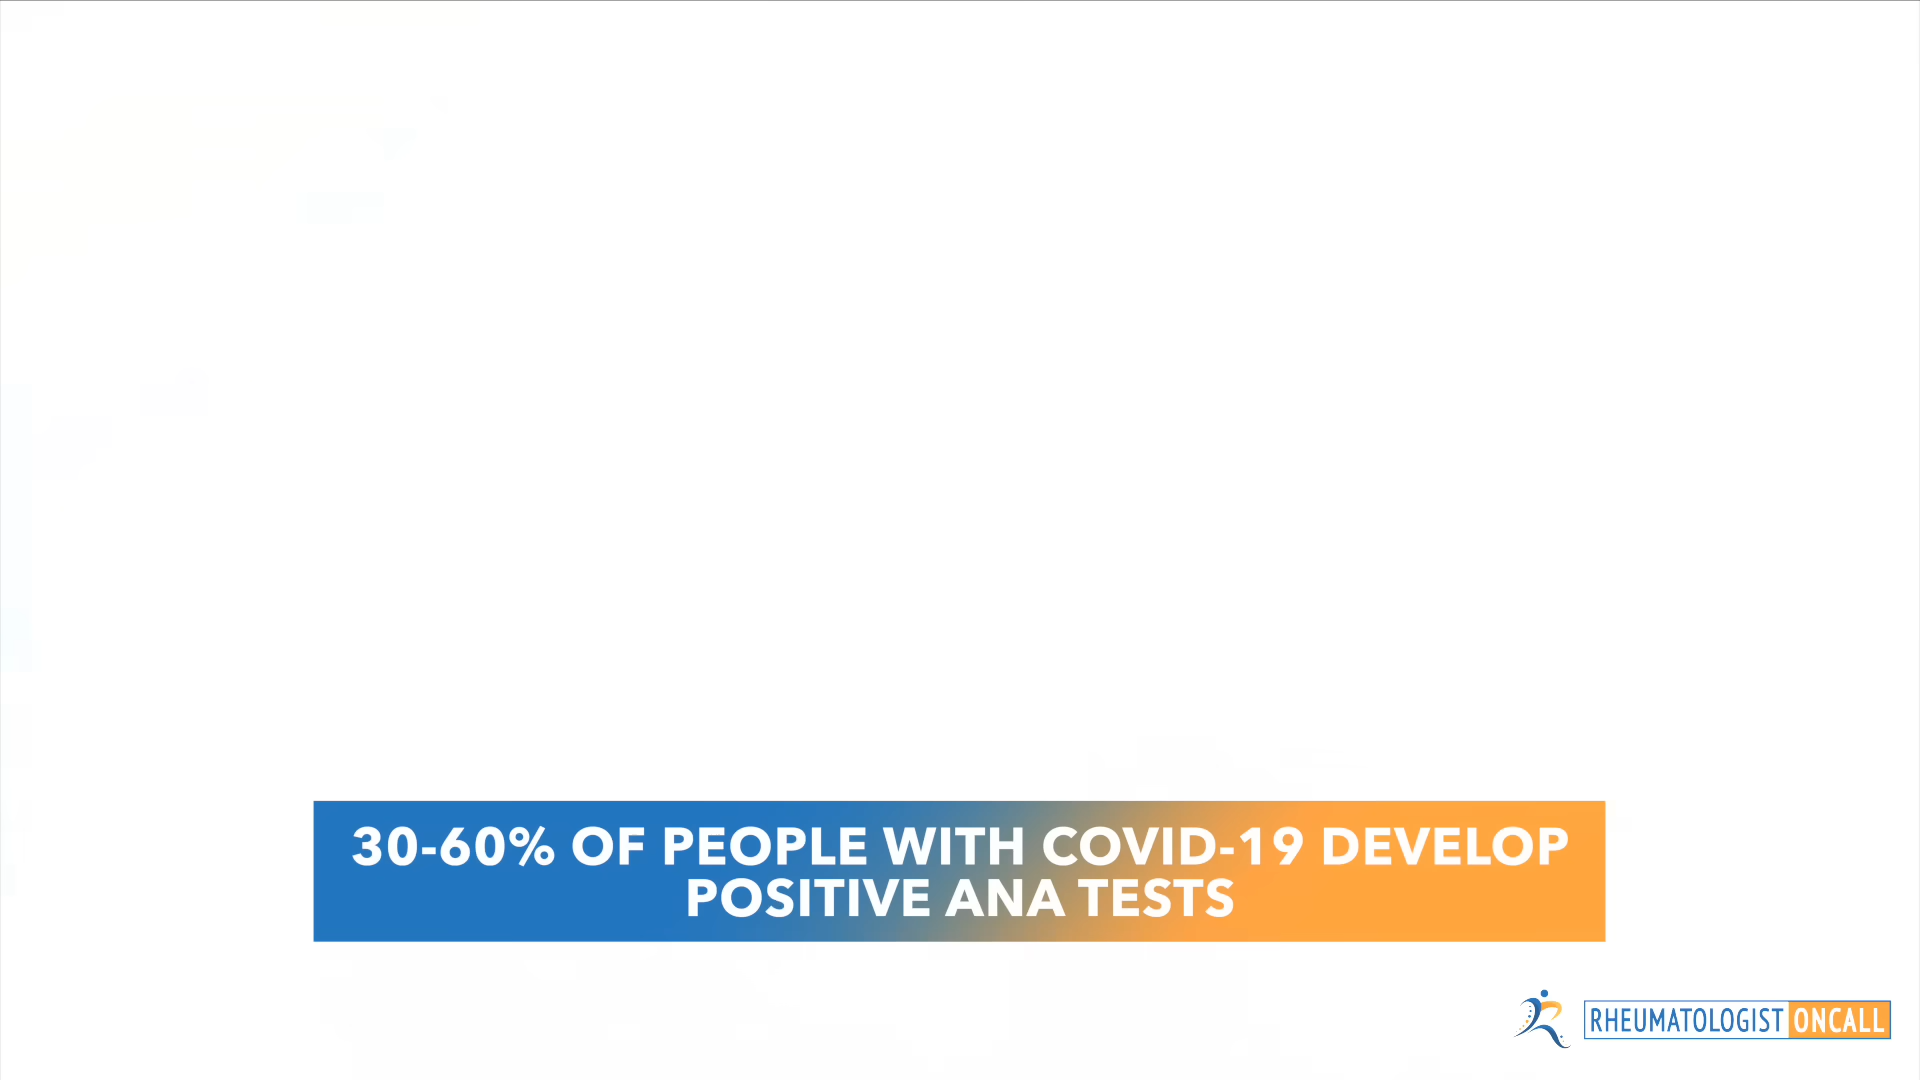 30-60% OF PEOPLE WITH COVID-19 DEVELOP
POSITIVE ANA TESTS
RHEUMATOLOGIST ONCALL